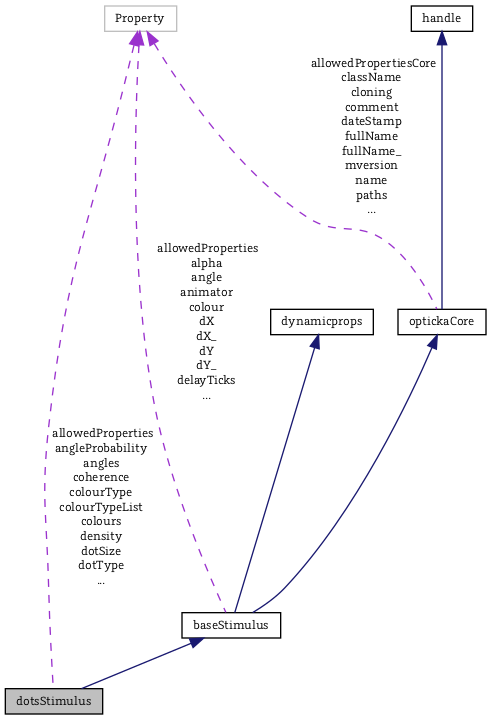 Property
handle
allowedPropertiesCore
className
cloning
comment
dateStamp
fullName
fullName_
mversion
name
paths
...
allowedProperties
alpha
angle
animator
colour
dX
dX_
dY
dY_
delayTicks
...
dynamicprops
optickaCore
allowedProperties
angleProbability
angles
coherence
colourType
colourTypeList
colours
density
dotSize
dotType
...
baseStimulus
dotsStimulus